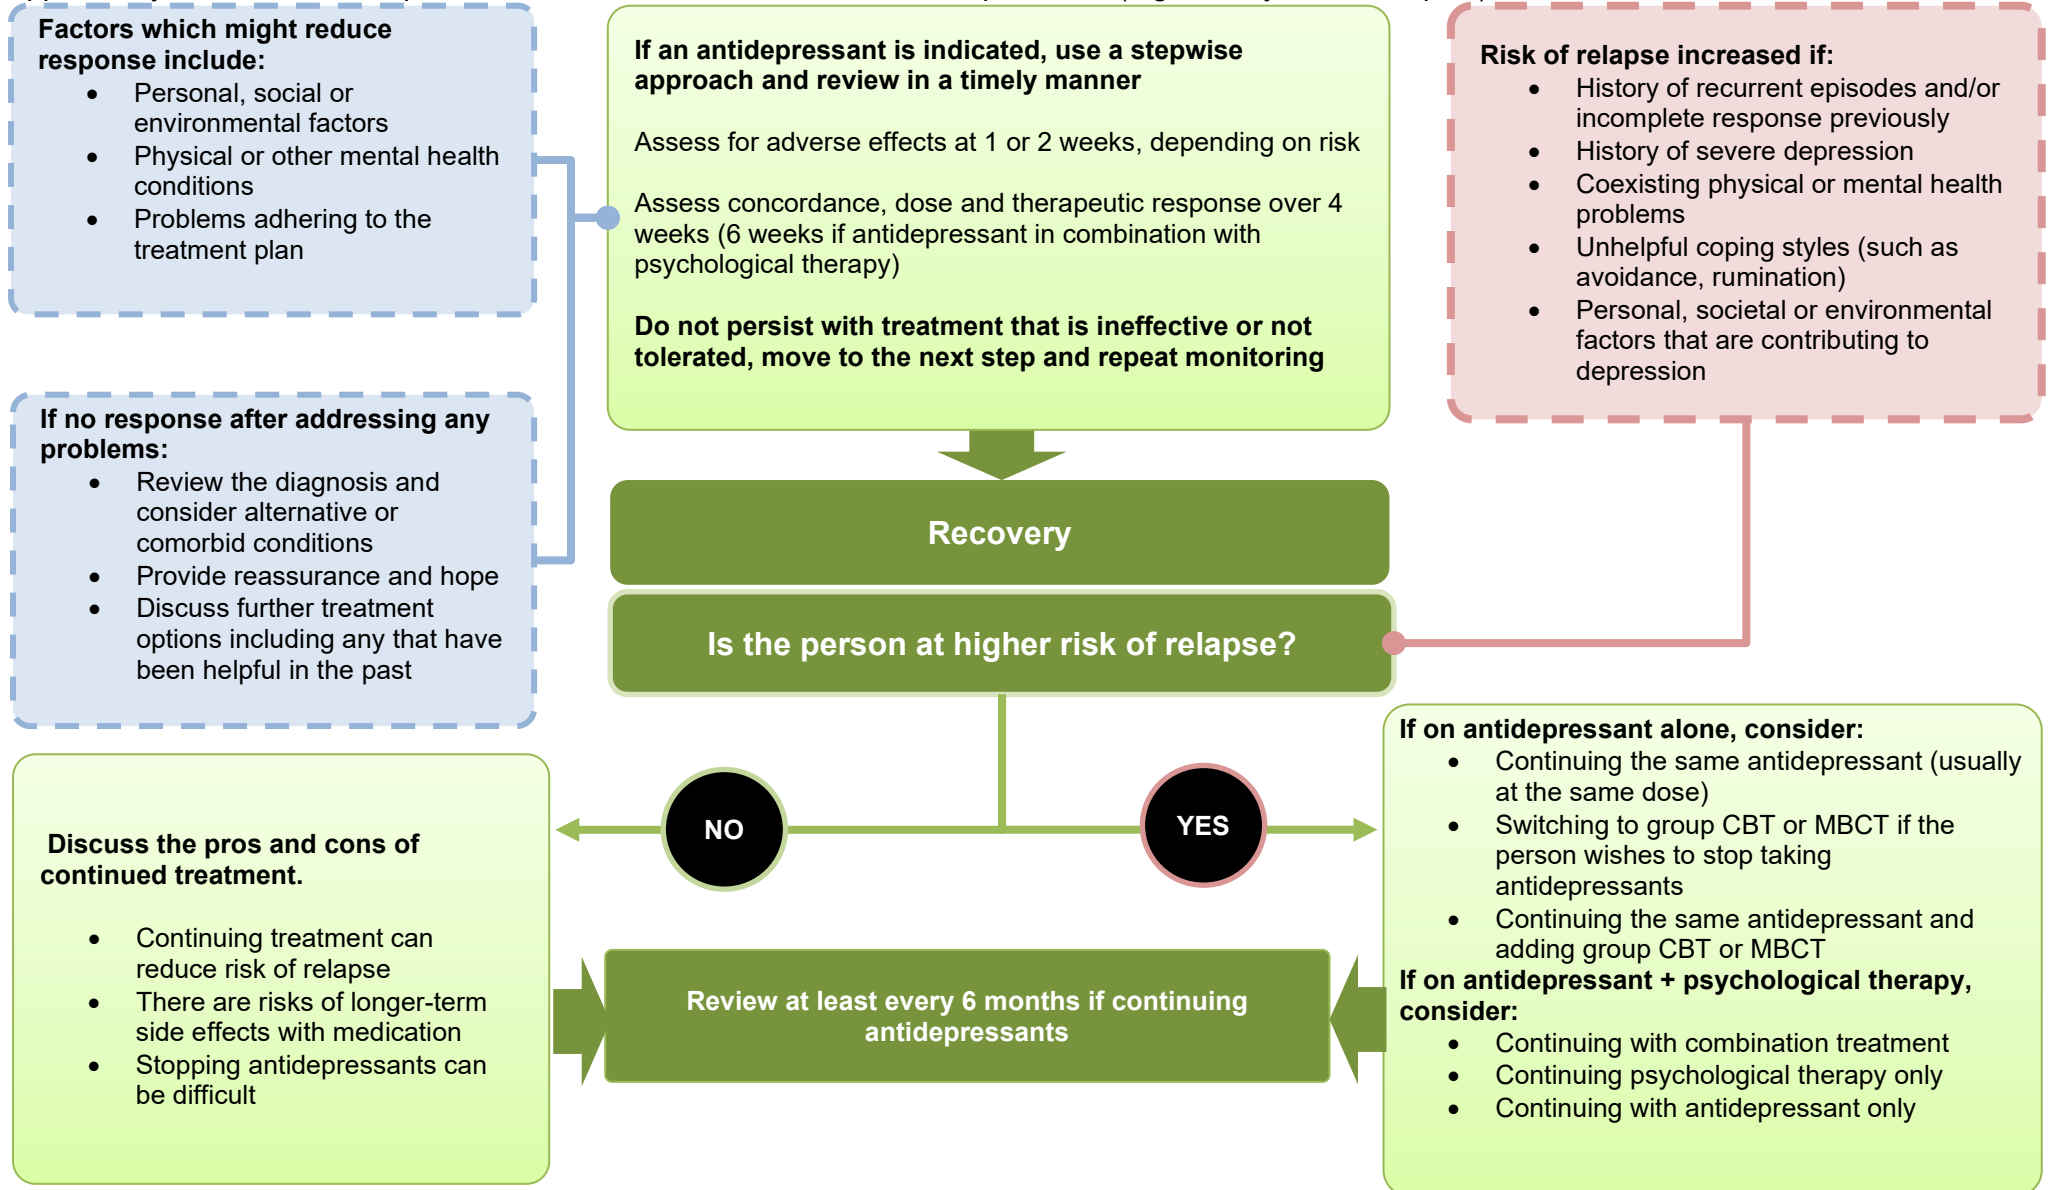 Factors which might reduce
response include:
• Personal, social or
environmental factors
• Physical or other mental health
conditions
• Problems adhering to the
treatment plan
If no response after addressing any
problems:
• Review the diagnosis and
consider alternative or
comorbid conditions
• Provide reassurance and hope
• Discuss further treatment
options including any that have
been helpful in the past
If an antidepressant is indicated, use a stepwise
approach and review in a timely manner
Assess for adverse effects at 1 or 2 weeks, depending on risk
Assess concordance, dose and therapeutic response over 4
weeks (6 weeks if antidepressant in combination with
psychological therapy)
Do not persist with treatment that is ineffective or not
tolerated, move to the next step and repeat monitoring
Risk of relapse increased if:
• History of recurrent episodes and/or
incomplete response previously
• History of severe depression
• Coexisting physical or mental health
problems
• Unhelpful coping styles (such as
avoidance, rumination)
• Personal, societal or environmental
factors that are contributing to
depression
Recovery
Is the person at higher risk of relapse?
NO
YES
Discuss the pros and cons of
continued treatment.
• Continuing treatment can
reduce risk of relapse
• There are risks of longer-term
side effects with medication
• Stopping antidepressants can
be difficult
Review at least every 6 months if continuing
antidepressants
If on antidepressant alone, consider:
• Continuing the same antidepressant (usually
at the same dose)
• Switching to group CBT or MBCT if the
person wishes to stop taking
antidepressants
• Continuing the same antidepressant and
adding group CBT or MBCT
If on antidepressant + psychological therapy,
consider:
• Continuing with combination treatment
• Continuing psychological therapy only
• Continuing with antidepressant only